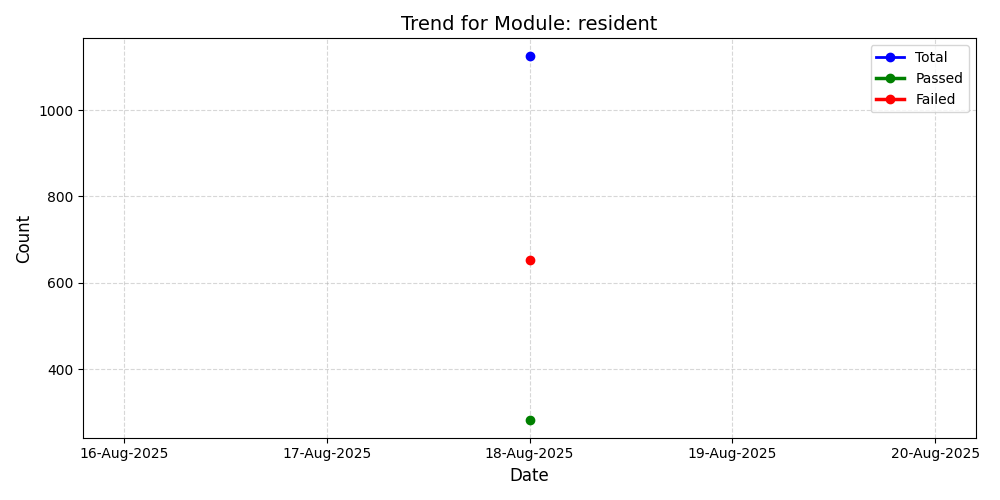 Trend for Module: resident
Total
Passed
Failed
1000
800
600
400
Count
16-Aug-2025
17-Aug-2025
18-Aug-2025
19-Aug-2025
20-Aug-2025
Date